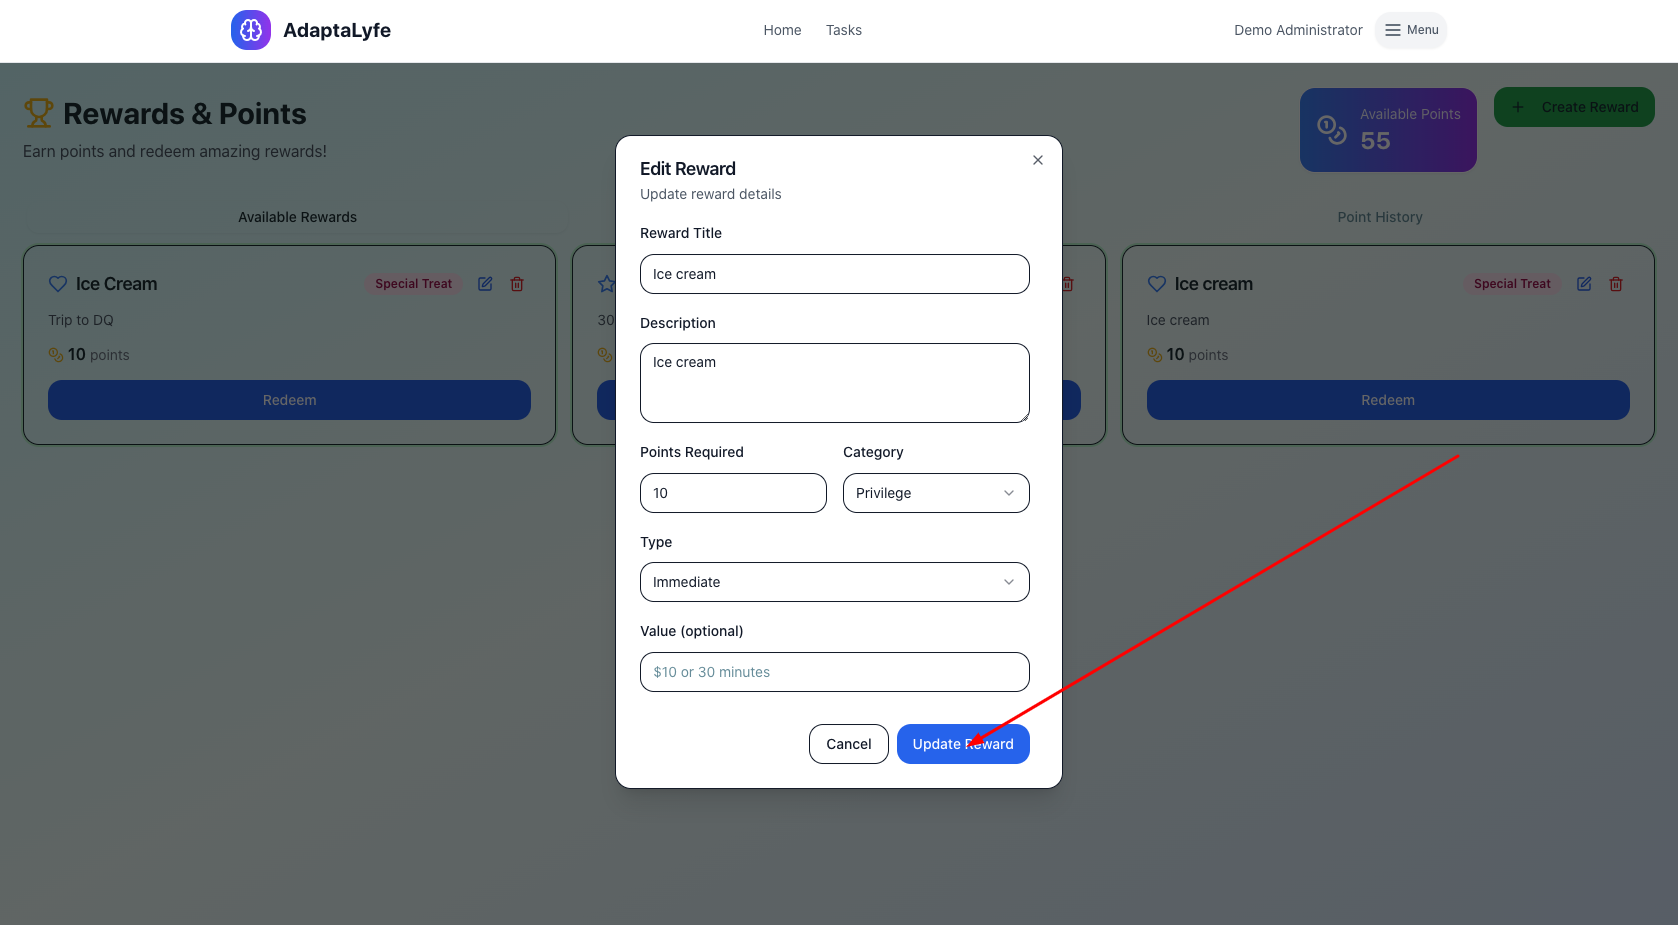 AdaptaLyfe
Home
Tasks
Demo Administrator
Menu
Rewards & Points
Earn points and redeem amazing rewards!
Available Points
55
Create Reward
Available Rewards
Point History
Ice Cream
Special Treat
Trip to DQ
10 points
Redeem
30
Ice cream
Special Treat
Ice cream
10 points
Redeem
Edit Reward
Update reward details
Reward Title
Ice cream
Description
Ice cream
Points Required
Category
10
Privilege
Type
Immediate
Value (optional)
$10 or 30 minutes
Cancel
Update Reward